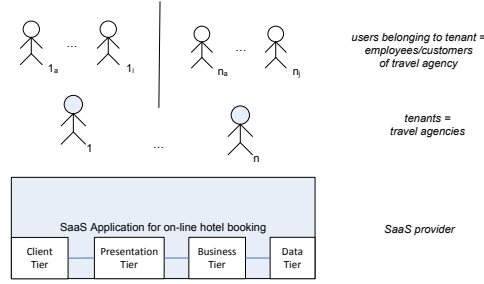 ... ...
1a 1i na nj
users belonging to tenant =
employees/customers
of travel agency
1 ... n
tenants =
travel agencies
SaaS Application for on-line hotel booking
Client Tier
Presentation Tier
Business Tier
Data Tier
SaaS provider